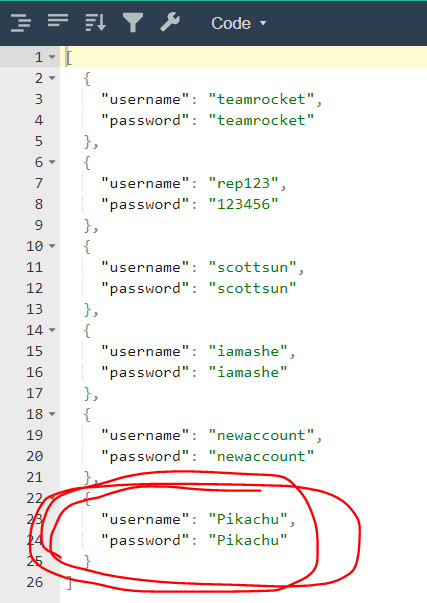 Code
1 [
2 {
3 "username": "teamrocket",
4 "password": "teamrocket"
5 },
6 {
7 "username": "rep123",
8 "password": "123456"
9 },
10 {
11 "username": "scottsun",
12 "password": "scottsun"
13 },
14 {
15 "username": "iamashe",
16 "password": "iamashe"
17 },
18 {
19 "username": "newaccount",
20 "password": "newaccount"
21 },
22 {
23 "username": "Pikachu",
24 "password": "Pikachu"
25 }
26 ]